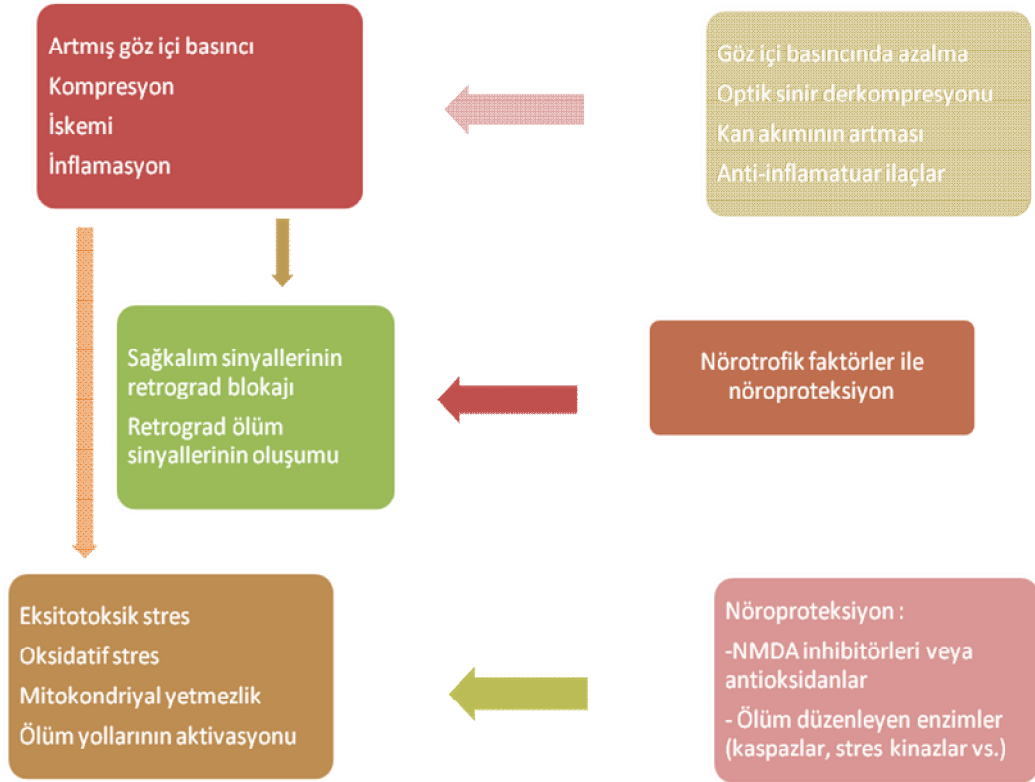 Artmış göz içi basıncı
Kompresyon
İskemi
İnflamasyon
Göz içi basıncında azalma
Optik sinir derkompresyonu
Kan akımının artması
Anti-inflamatuar ilaçlar
Sağkalım sinyallerinin
retrograd blokajı
Retrograd ölüm
sinyallerinin oluşumu
Nörotrofik faktörler ile
nöroproteksiyon
Eksitotoksik stres
Oksidatif stres
Mitokondriyal yetmezlik
Ölüm yollarının aktivasyonu
Nöroproteksiyon :
-NMDA inhibitörleri veya
antioksidanlar
- Ölüm düzenleyen enzimler
(kaspazlar, stres kinazlar vs.)